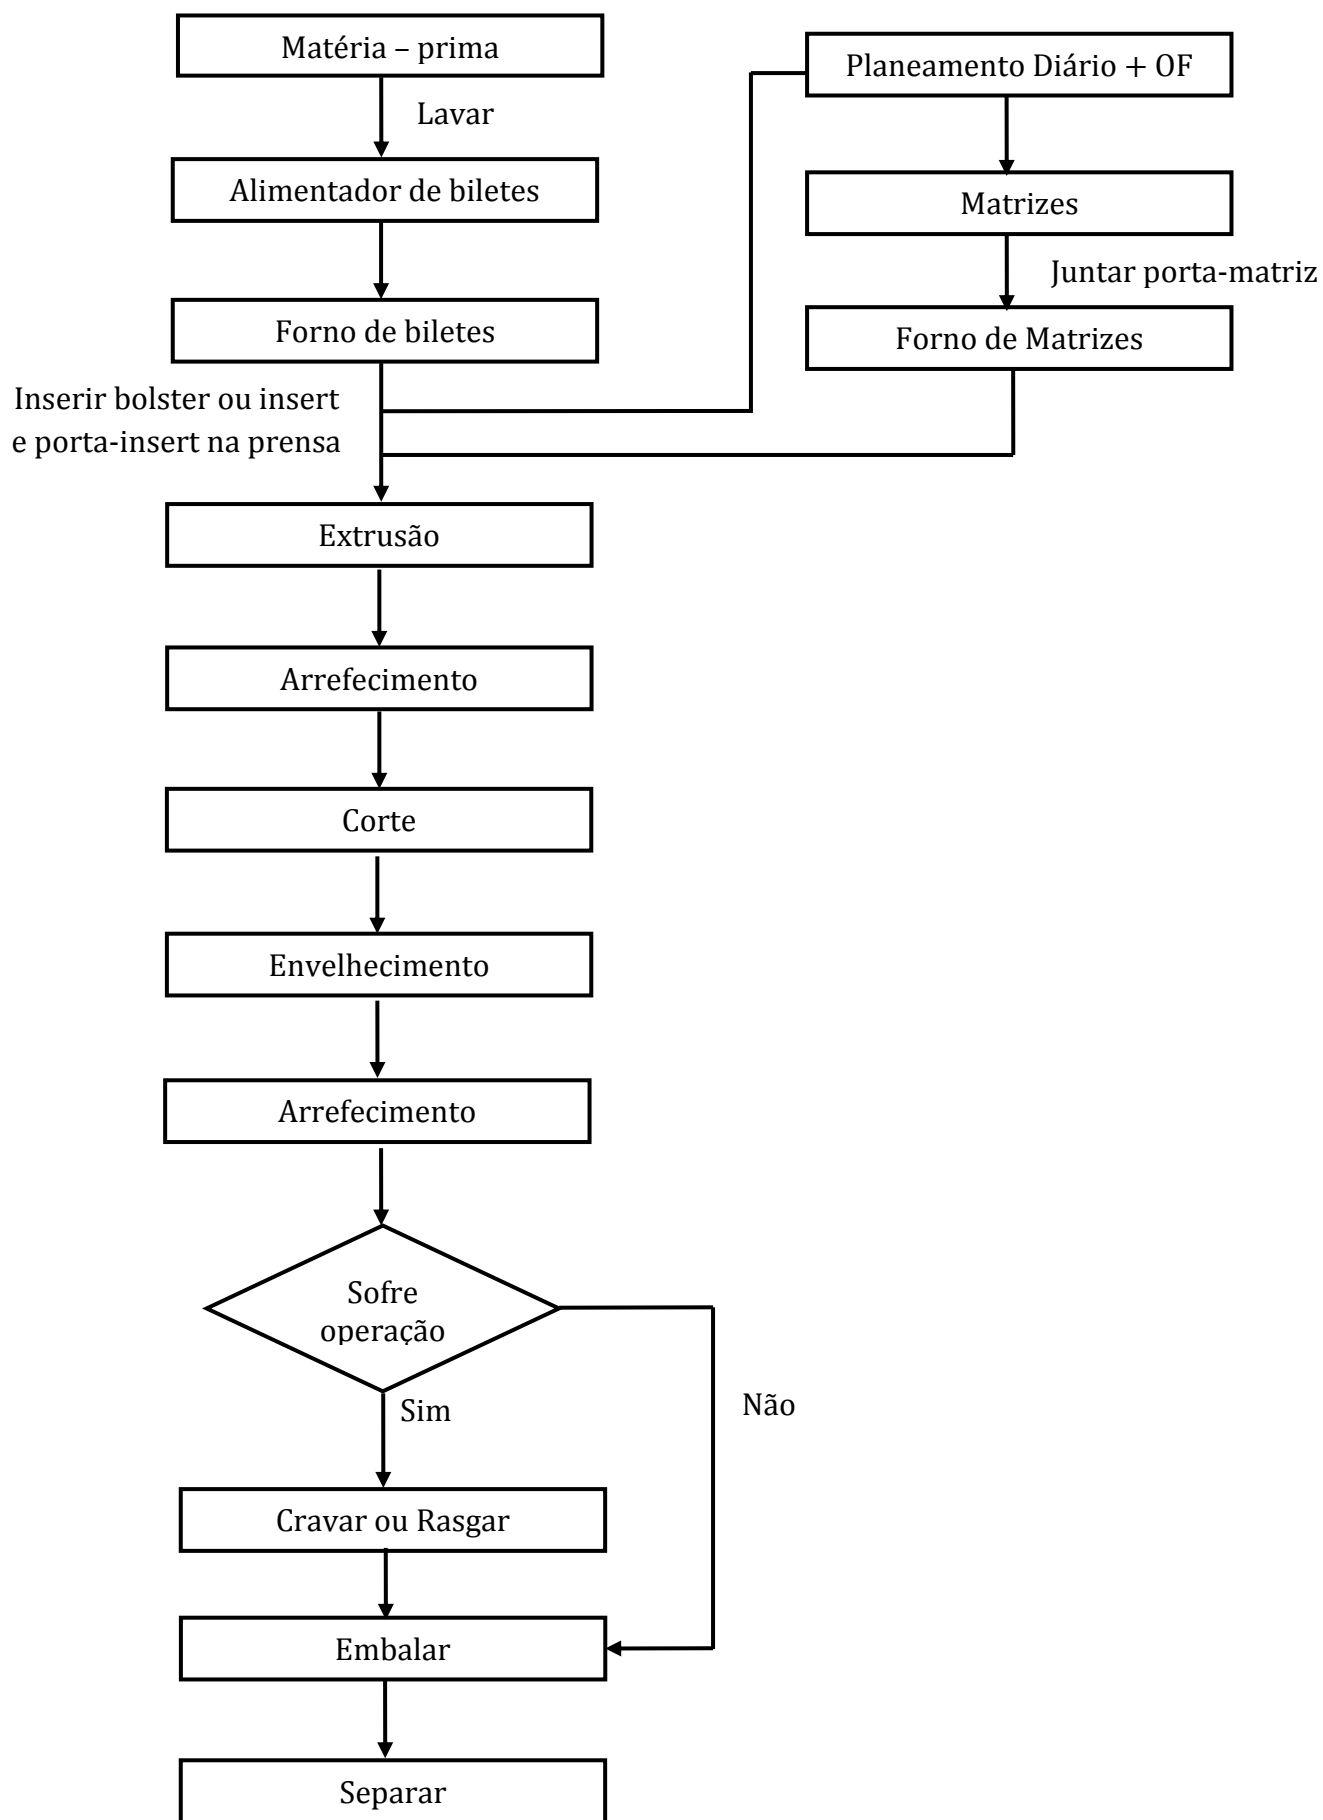 Matéria – prima
Planeamento Diário + OF
Lavar
Alimentador de biletes
Matrizes
Juntar porta-matriz
Forno de biletes
Forno de Matrizes
Inserir bolster ou insert
e porta-insert na prensa
Extrusão
Arrefecimento
Corte
Envelhecimento
Arrefecimento
Sofre
operação
Sim
Não
Cravar ou Rasgar
Embalar
Separar